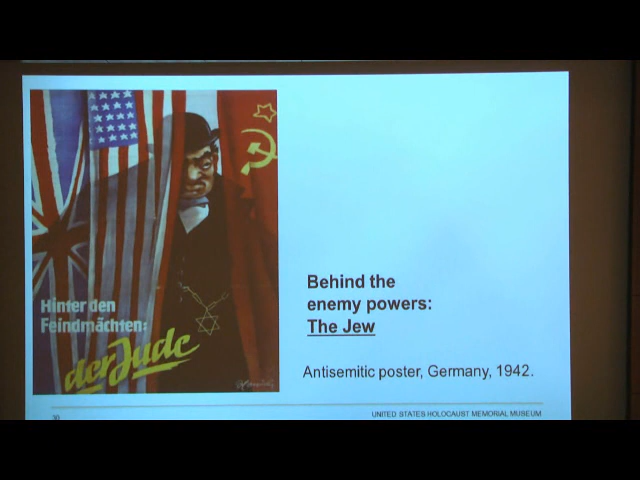 Hinter den
Feindmächten:
der Jude
Behind the
enemy powers:
The Jew
Antisemitic poster, Germany, 1942.
30
UNITED STATES HOLOCAUST MEMORIAL MUSEUM